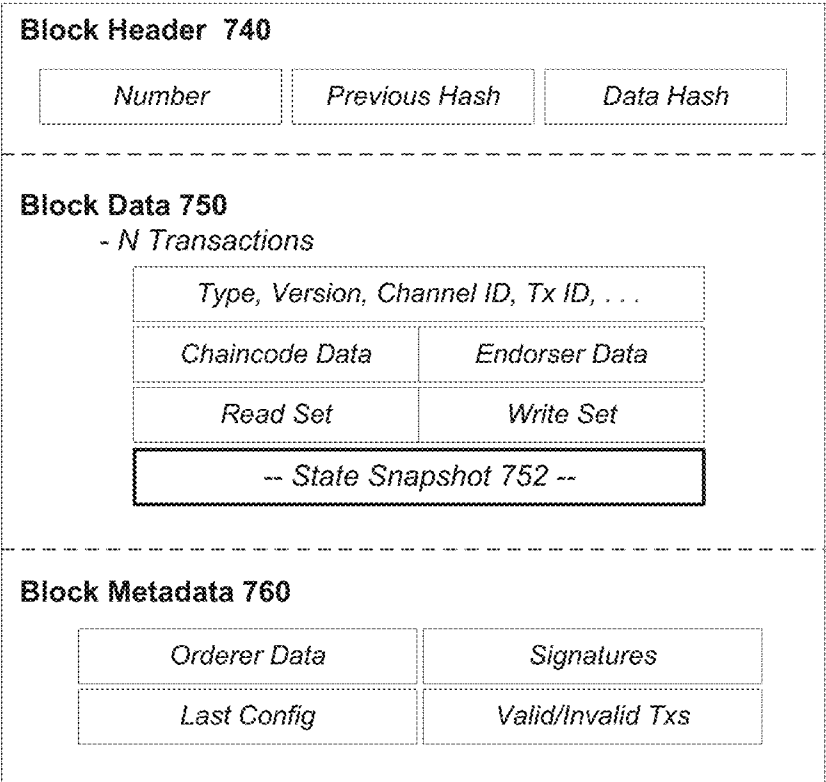 Block Header 740
Number Previous Hash Data Hash
Block Data 750
- N Transactions
Type, Version, Channel ID, Tx ID, . . .
Chaincode Data Endorser Data
Read Set Write Set
-- State Snapshot 752 --
Block Metadata 760
Orderer Data Signatures
Last Config Valid/Invalid Txs